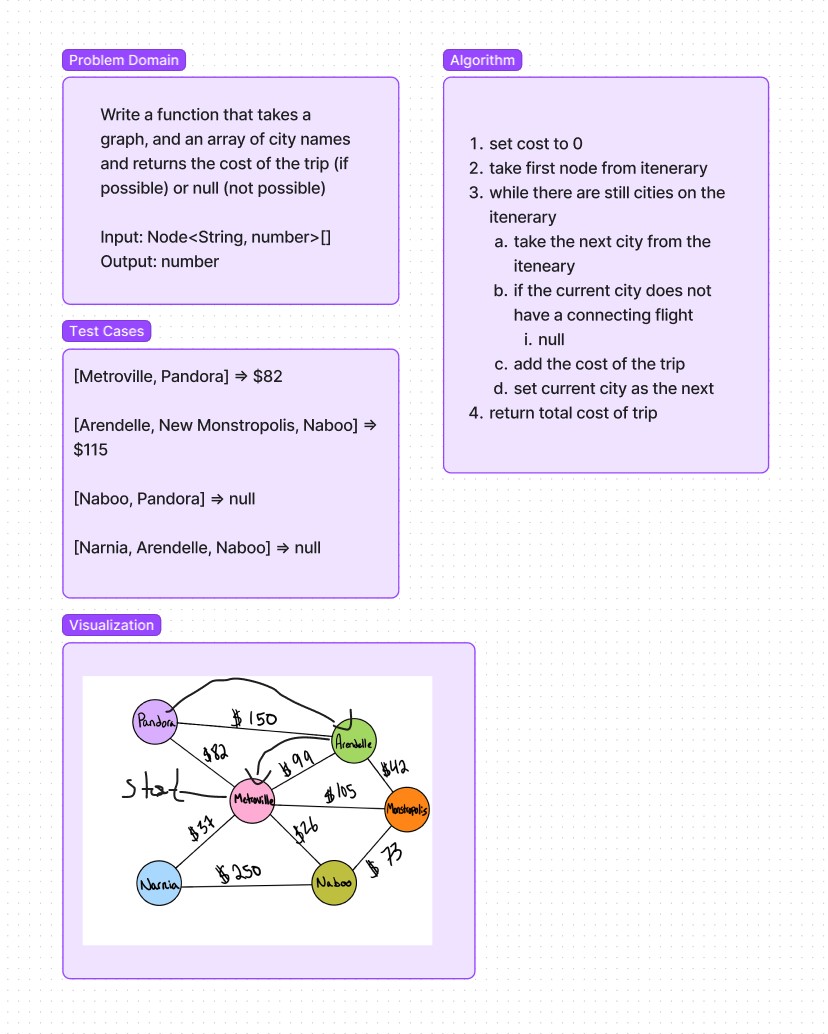 Problem Domain
Write a function that takes a
graph, and an array of city names
and returns the cost of the trip (if
possible) or null (not possible)
Input: Node<String, number>[]
Output: number
Algorithm
1. set cost to 0
2. take first node from itenerary
3. while there are still cities on the
itenerary
a. take the next city from the
iteneary
b. if the current city does not
have a connecting flight
i. null
c. add the cost of the trip
d. set current city as the next
4. return total cost of trip
Test Cases
[Metroville, Pandora] => $82
[Arendelle, New Monstropolis, Naboo] =>
$115
[Naboo, Pandora] => null
[Narnia, Arendelle, Naboo] => null
Visualization
Pandora
$150
Arendelle
$82
$99
$42
Metroville
$105
Monstropolis
$37
$26
$73
Narnia
$250
Naboo